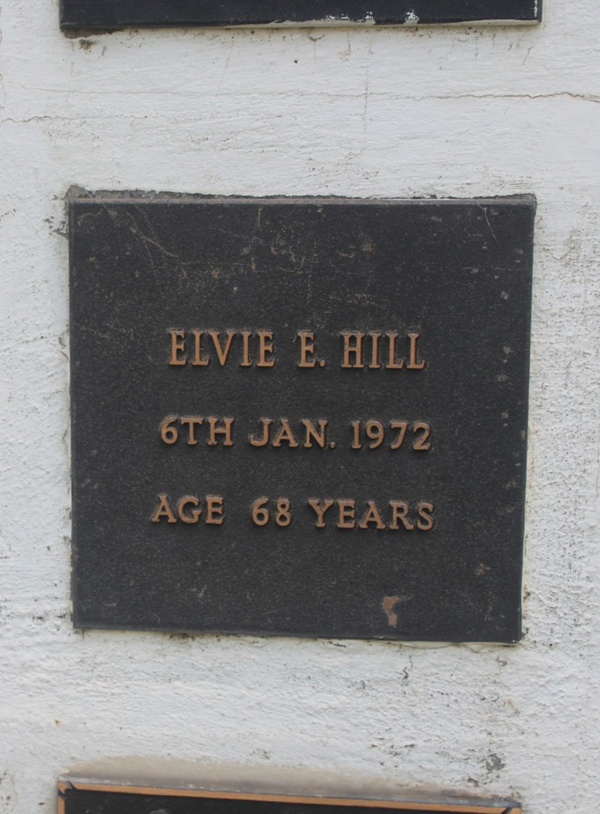 ELVIE E. HILL
6TH JAN. 1972
AGE 68 YEARS